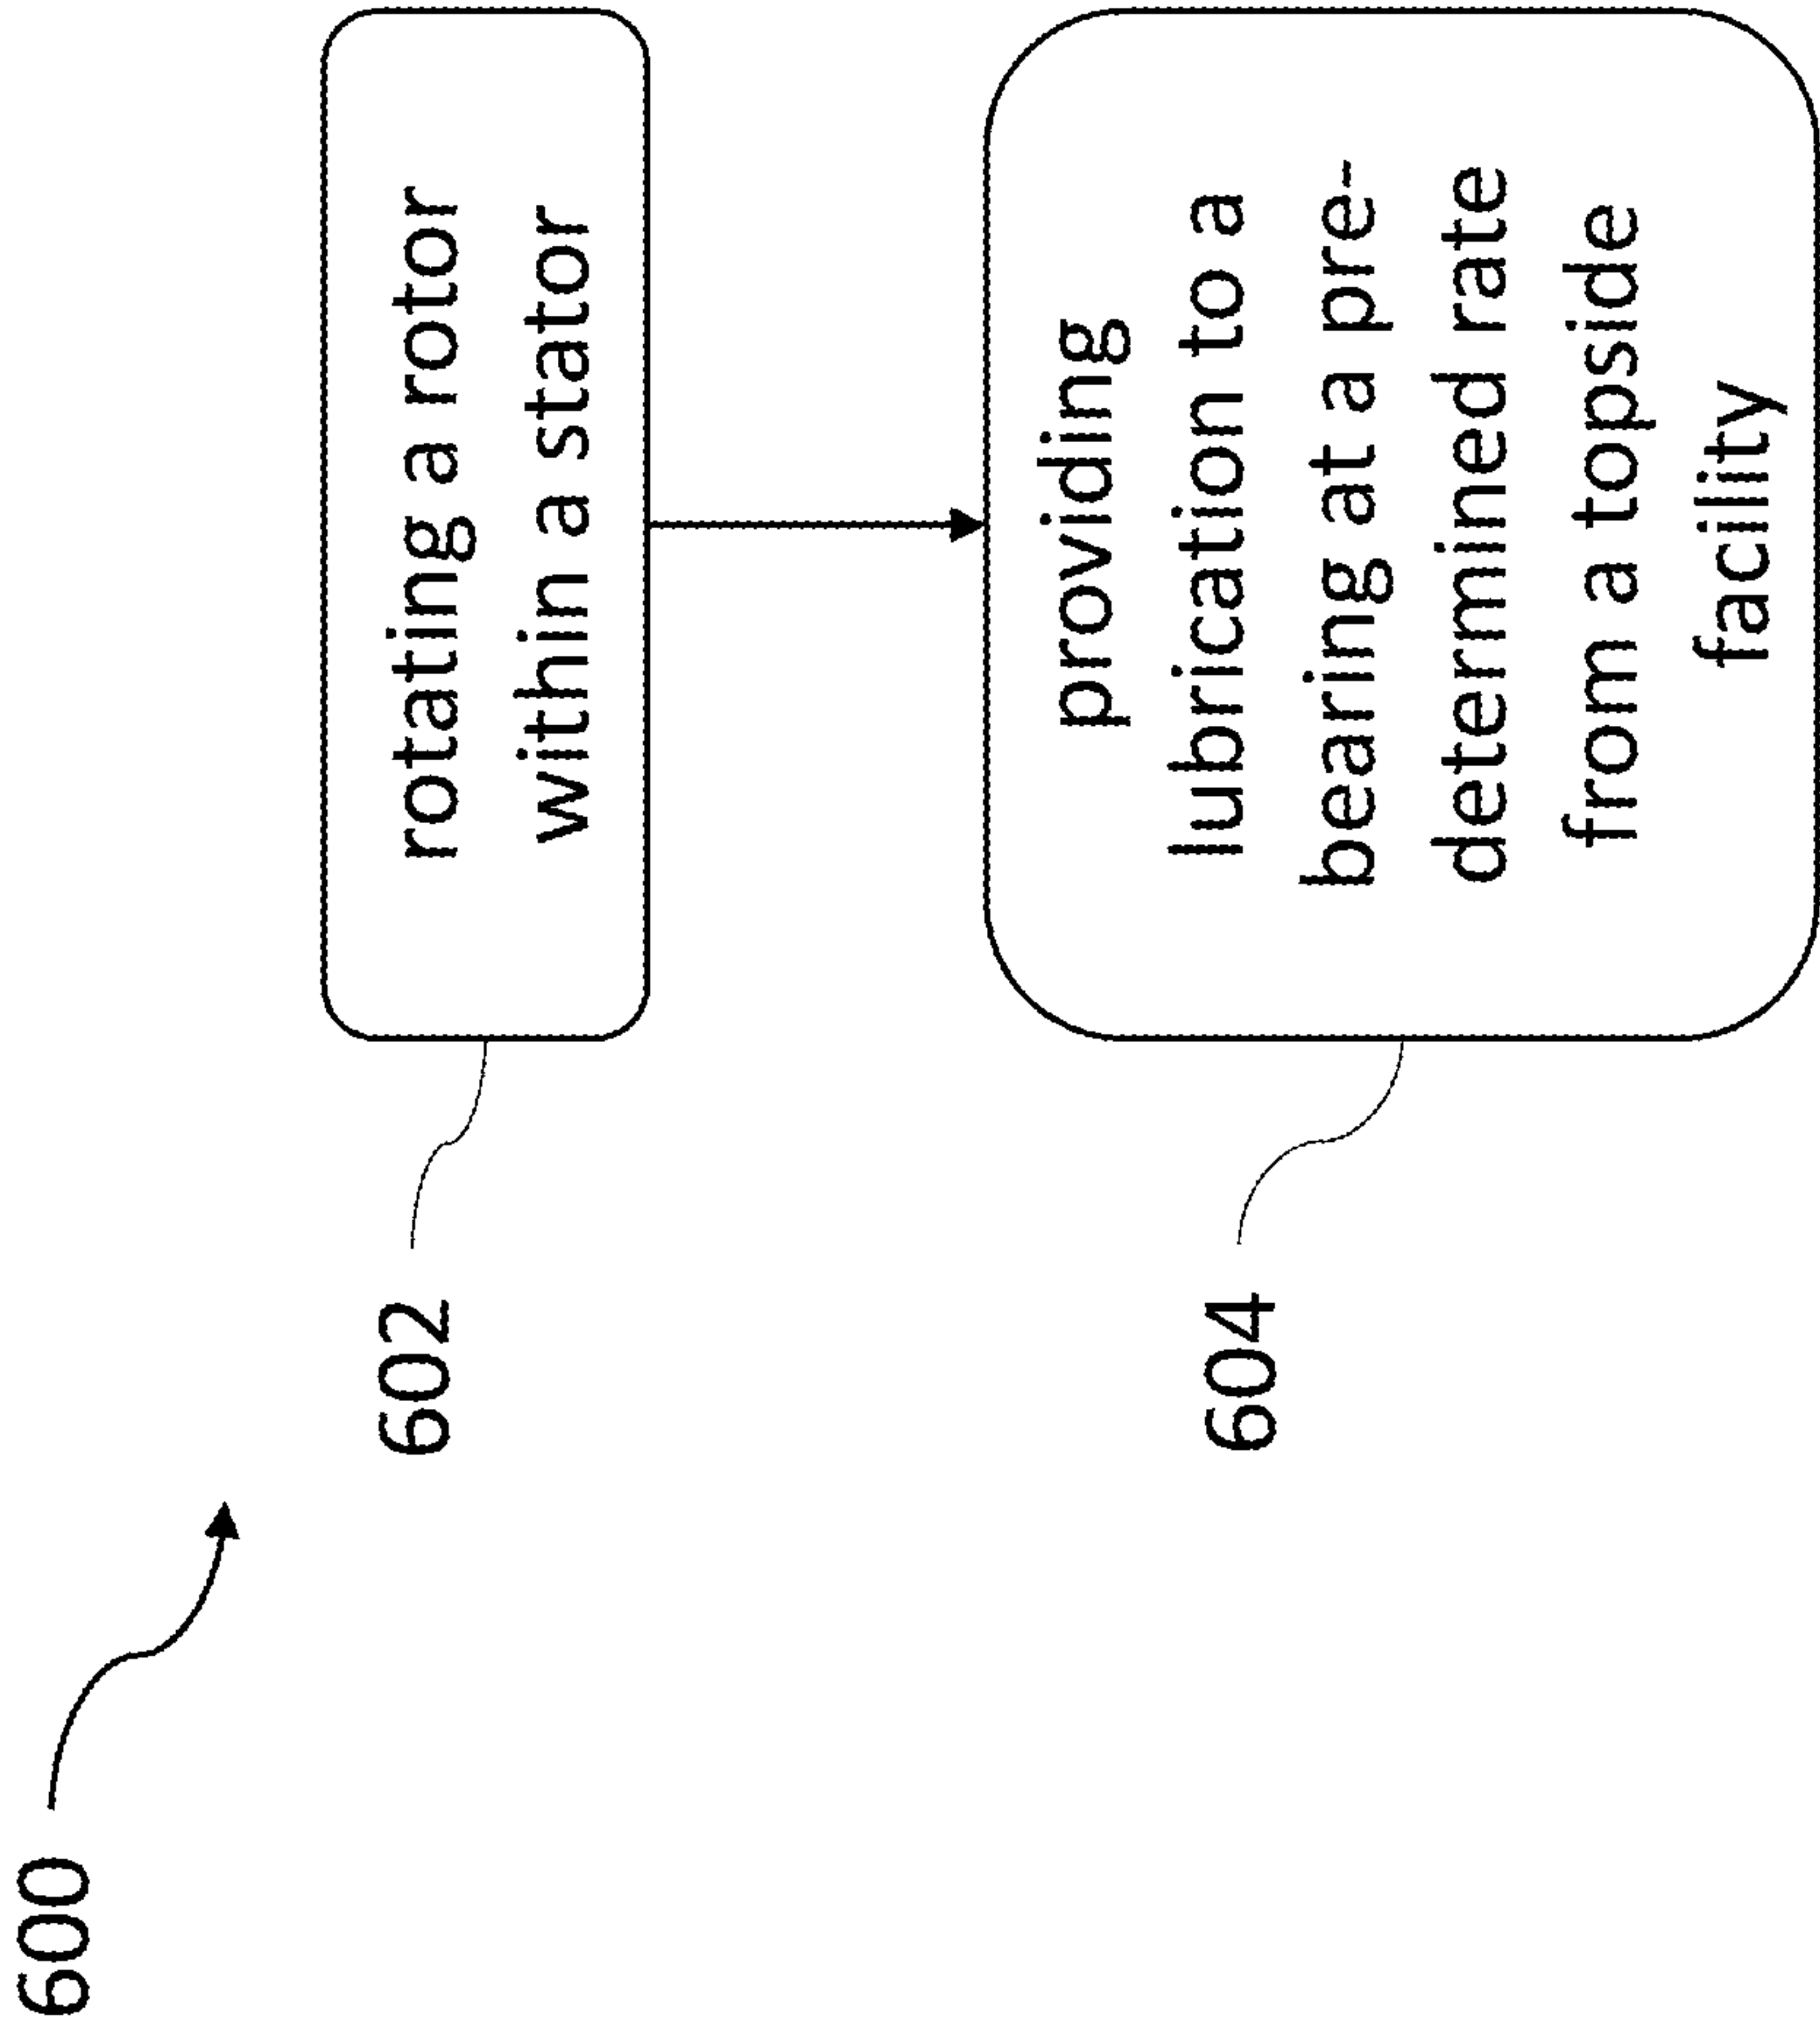 600
602
rotating a rotor
within a stator
604
providing
lubrication to a
bearing at a pre-
determined rate
from a topside
facility